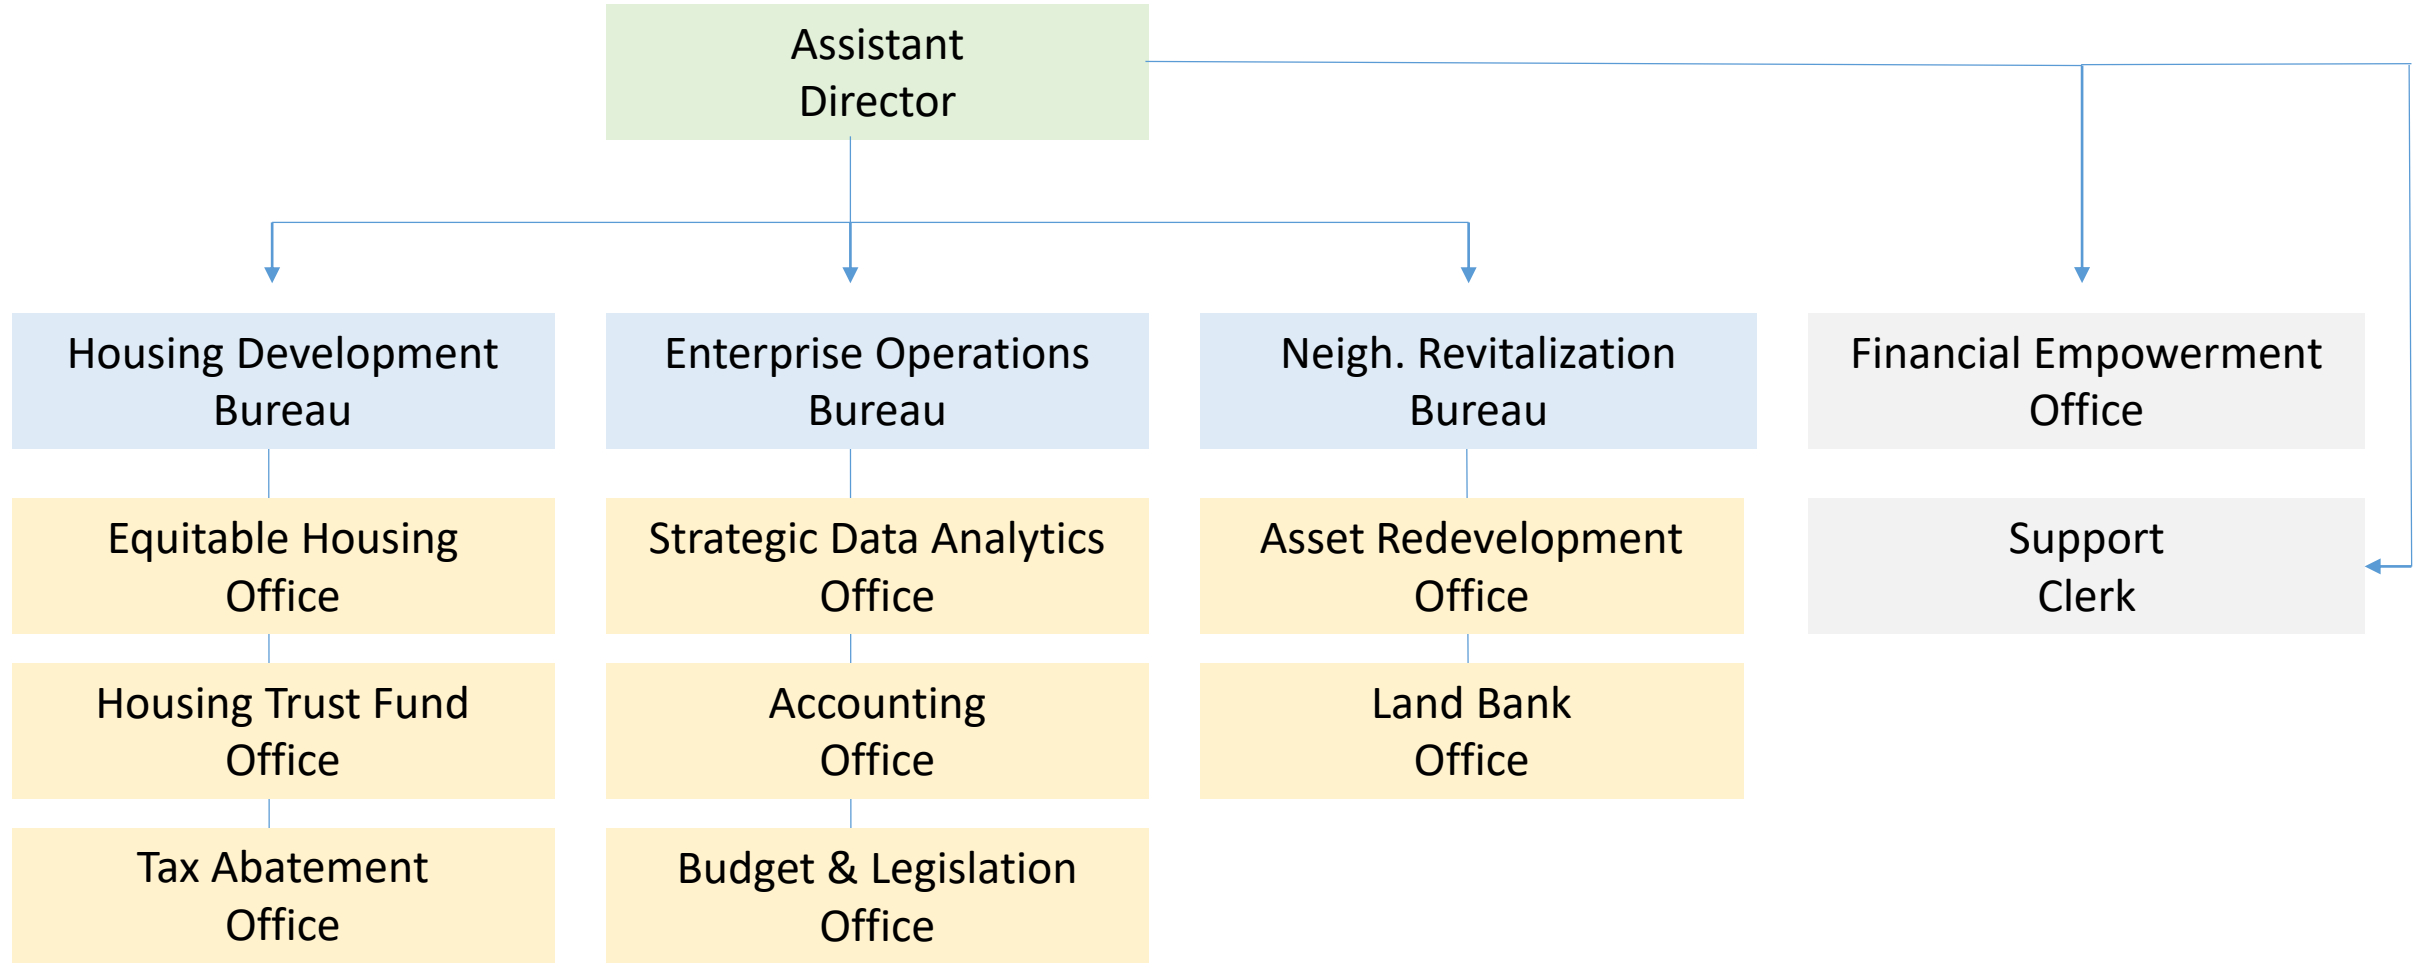 Assistant
Director
Housing Development
Bureau
Enterprise Operations
Bureau
Neigh. Revitalization
Bureau
Financial Empowerment
Office
Equitable Housing
Office
Strategic Data Analytics
Office
Asset Redevelopment
Office
Support
Clerk
Housing Trust Fund
Office
Accounting
Office
Land Bank
Office
Tax Abatement
Office
Budget & Legislation
Office